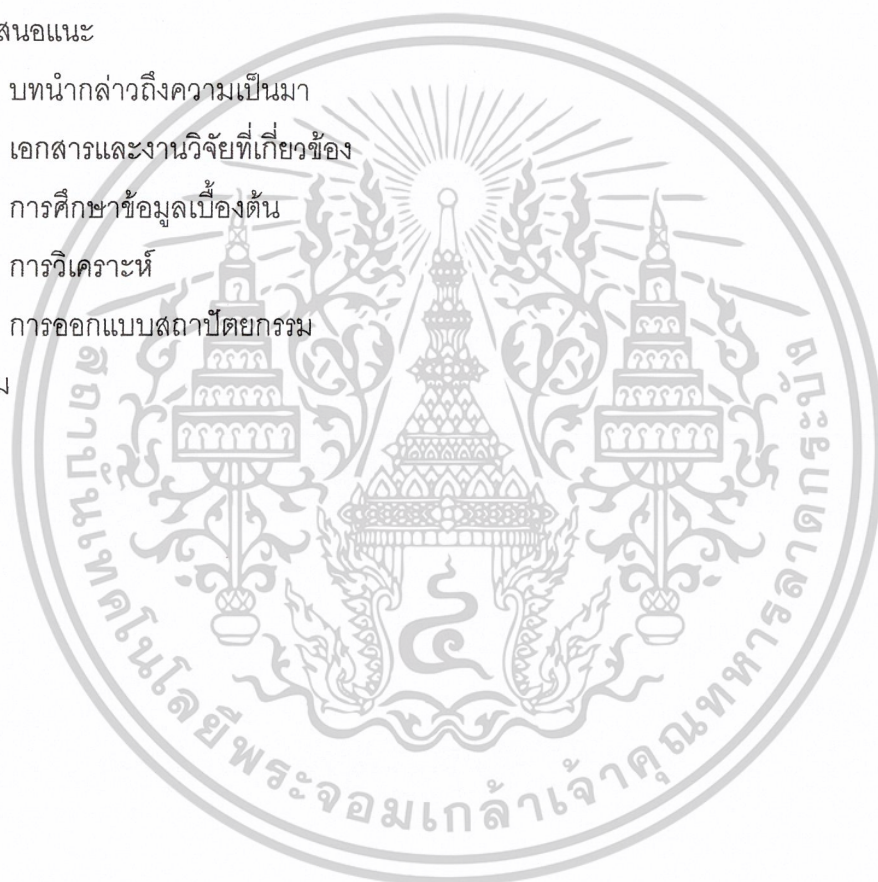 สนอแนะ
บทนำกล่าวถึงความเป็นมา
เอกสารและงานวิจัยที่เกี่ยวข้อง
การศึกษาข้อมูลเบื้องต้น
การวิเคราะห์
การออกแบบสถาปัตยกรรม
ม
สถาบันเทคโนโลยีพระจอมเกล้าเจ้าคุณทหารลาดกระบัง
๔